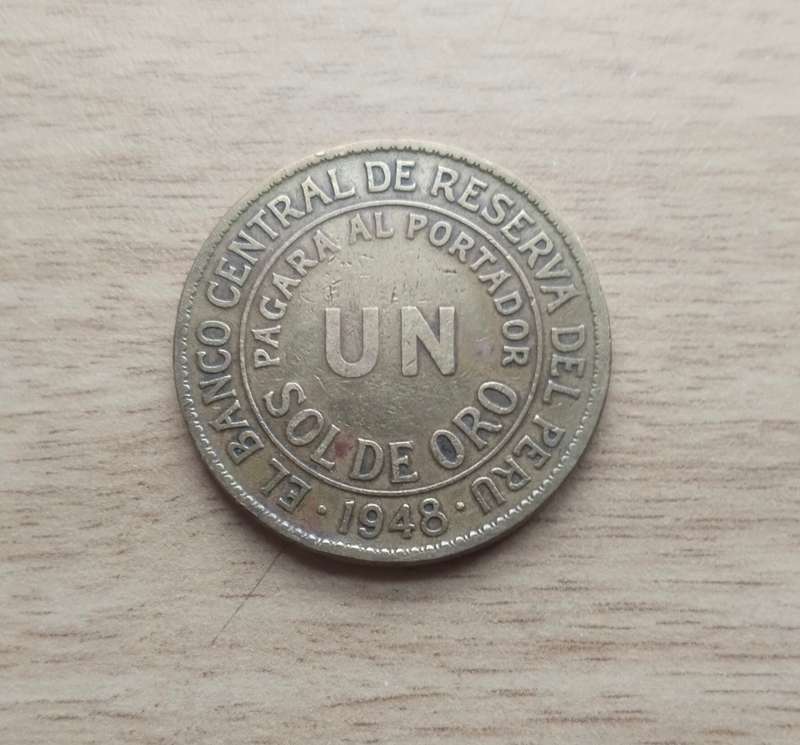 EL BANCO CENTRAL DE RESERVA DEL PERU
PAGARA AL PORTADOR
UN
SOL DE ORO
· 1948 ·